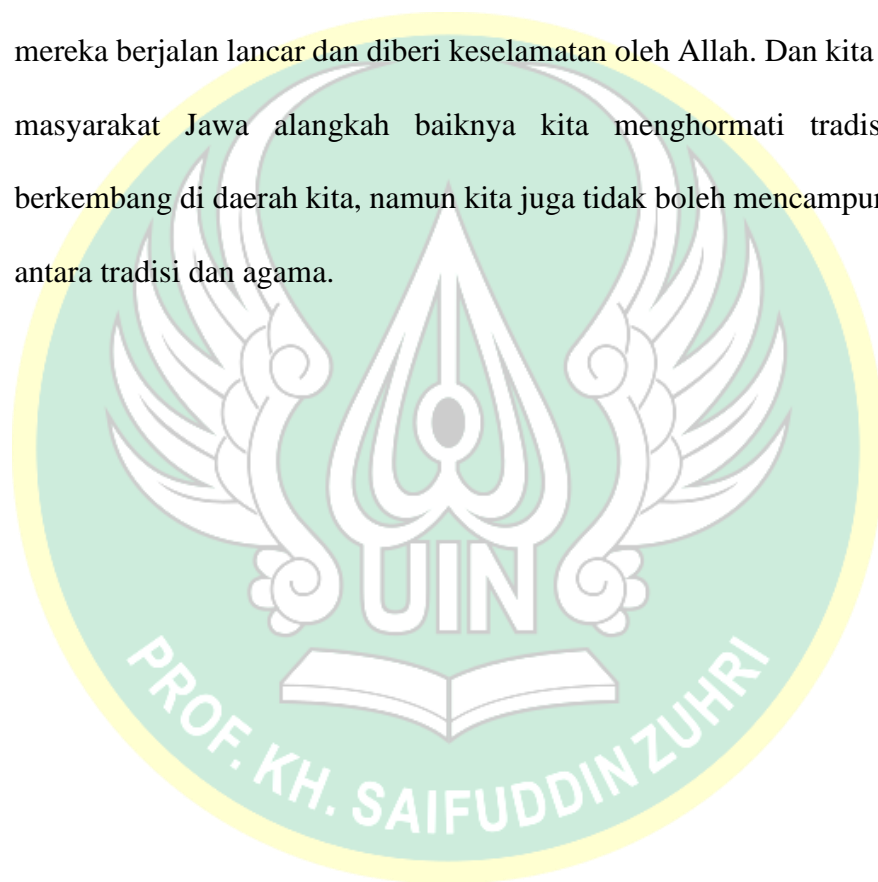 mereka berjalan lancar dan diberi keselamatan oleh Allah. Dan kita
masyarakat Jawa alangkah baiknya kita menghormati tradis
berkembang di daerah kita, namun kita juga tidak boleh mencampur
antara tradisi dan agama.
UIN
PROF. KH. SAIFUDDIN ZUHRI